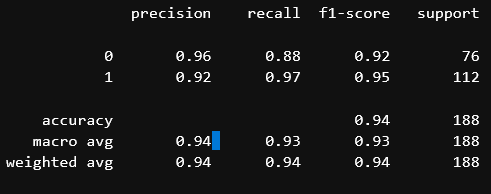 precision recall f1-score support
0 0.96 0.88 0.92 76
1 0.92 0.97 0.95 112
accuracy 0.94 188
macro avg 0.94 0.93 0.93 188
weighted avg 0.94 0.94 0.94 188